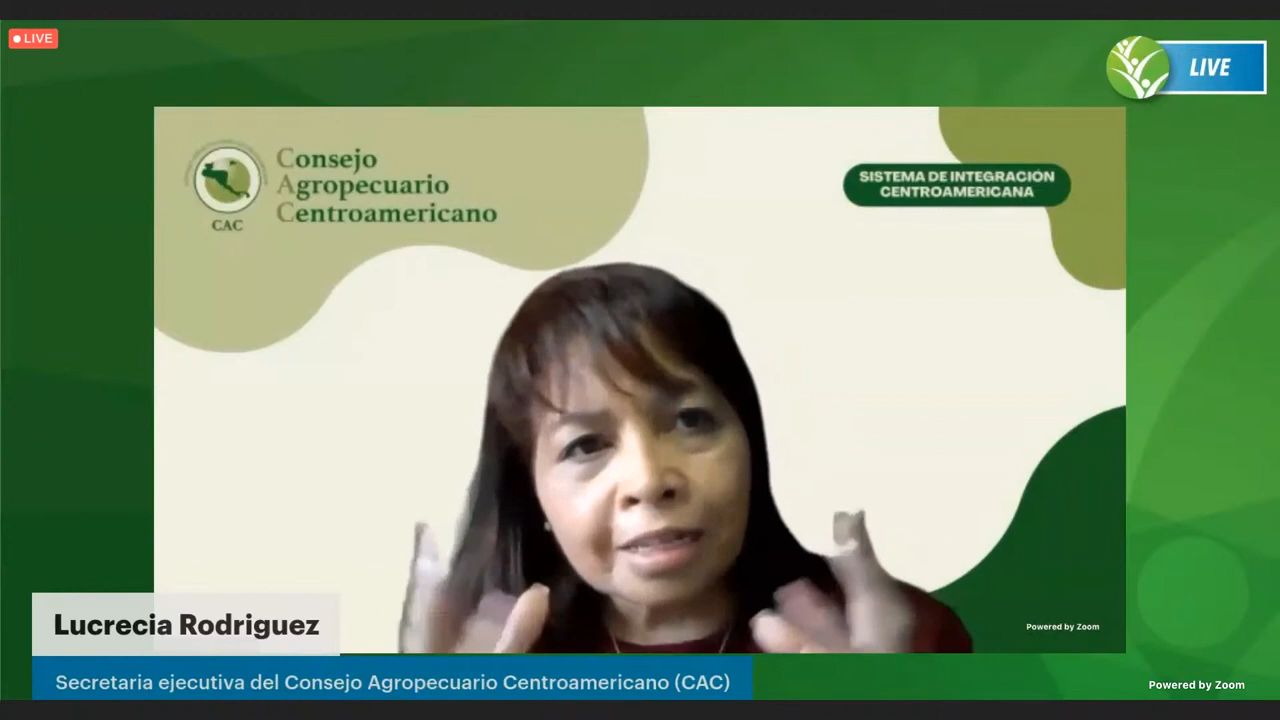 LIVE
LIVE
Consejo
Agropecuario
Centroamericano
CAC
SISTEMA DE INTEGRACIÓN
CENTROAMERICANA
Lucrecia Rodriguez
Powered by Zoom
Secretaria ejecutiva del Consejo Agropecuario Centroamericano (CAC)
Powered by Zoom